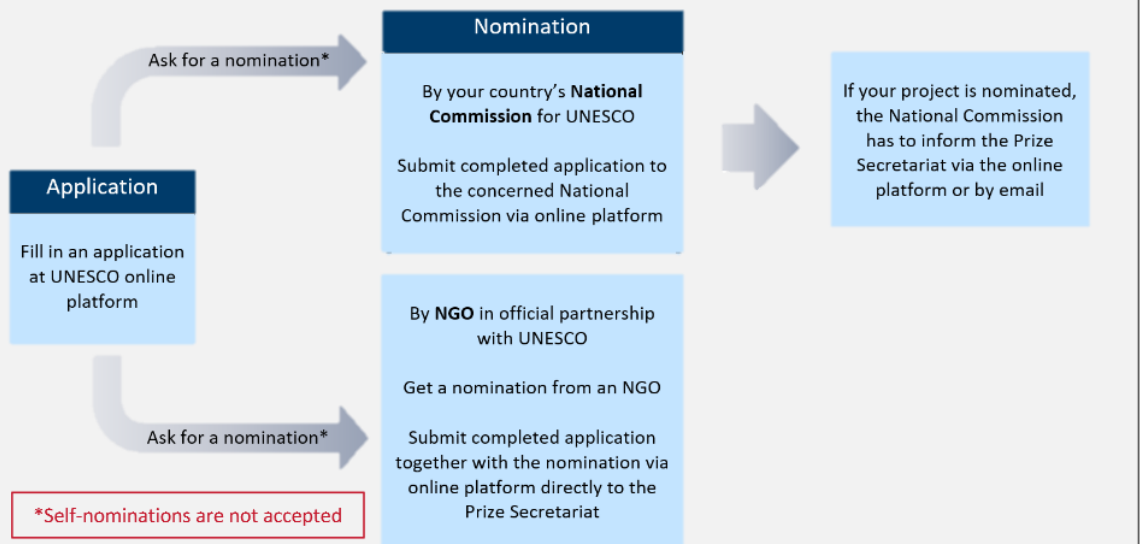 Application
Fill in an application
at UNESCO online
platform
Ask for a nomination*
Nomination
By your country’s National
Commission for UNESCO
Submit completed application to
the concerned National
Commission via online platform
If your project is nominated,
the National Commission
has to inform the Prize
Secretariat via the online
platform or by email
Ask for a nomination*
By NGO in official partnership
with UNESCO
Get a nomination from an NGO
Submit completed application
together with the nomination via
online platform directly to the
Prize Secretariat
*Self-nominations are not accepted